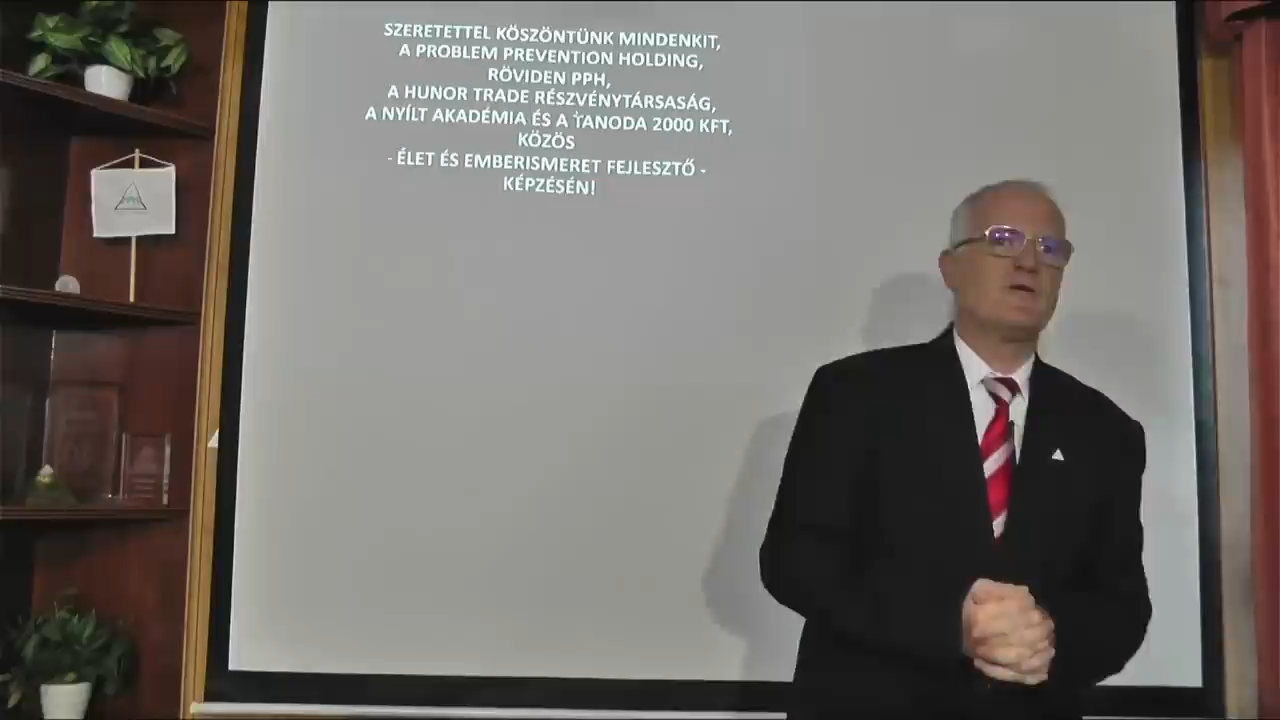 SZERETETTEL KÖSZÖNTÜNK MINDENKIT,
A PROBLEM PREVENTION HOLDING,
RÖVIDEN PPH,
A HUNOR TRADE RÉSZVÉNYTÁRSASÁG,
A NYÍLT AKADÉMIA ÉS A TANODA 2000 KFT,
KÖZÖS
- ÉLET ÉS EMBERISMERET FEJLESZTŐ -
KÉPZÉSÉN!